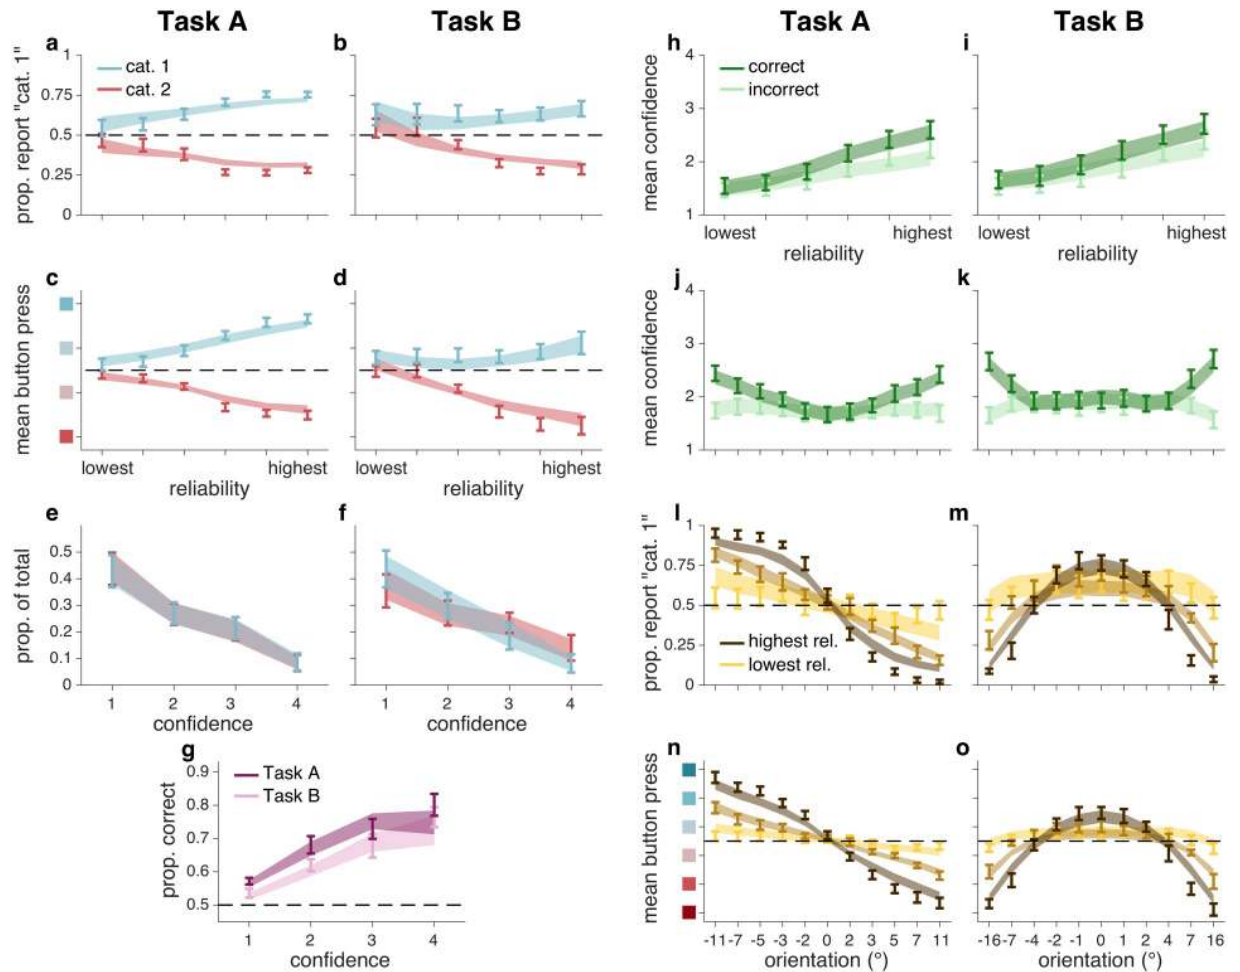 Task A
Task B
Task A
Task B
a
b
h
i
prop. report "cat. 1"
1
0.75
0.5
0.25
0
cat. 1
cat. 2
mean confidence
4
3
2
1
correct
incorrect
lowest
highest
reliability
lowest
highest
reliability
c
d
j
k
mean button press
lowest
highest
reliability
lowest
highest
reliability
mean confidence
4
3
2
1
4
3
2
1
e
f
l
m
prop. of total
0.5
0.4
0.3
0.2
0.1
0
1
2
3
4
confidence
1
2
3
4
confidence
prop. report "cat. 1"
1
0.75
0.5
0.25
0
highest rel.
lowest rel.
g
n
o
prop. correct
0.9
0.8
0.7
0.6
0.5
Task A
Task B
1
2
3
4
confidence
mean button press
-11 -7 -5 -3 -2 0 2 3 5 7 11
orientation (°)
-16 -7 -4 -2 -1 0 1 2 4 7 16
orientation (°)